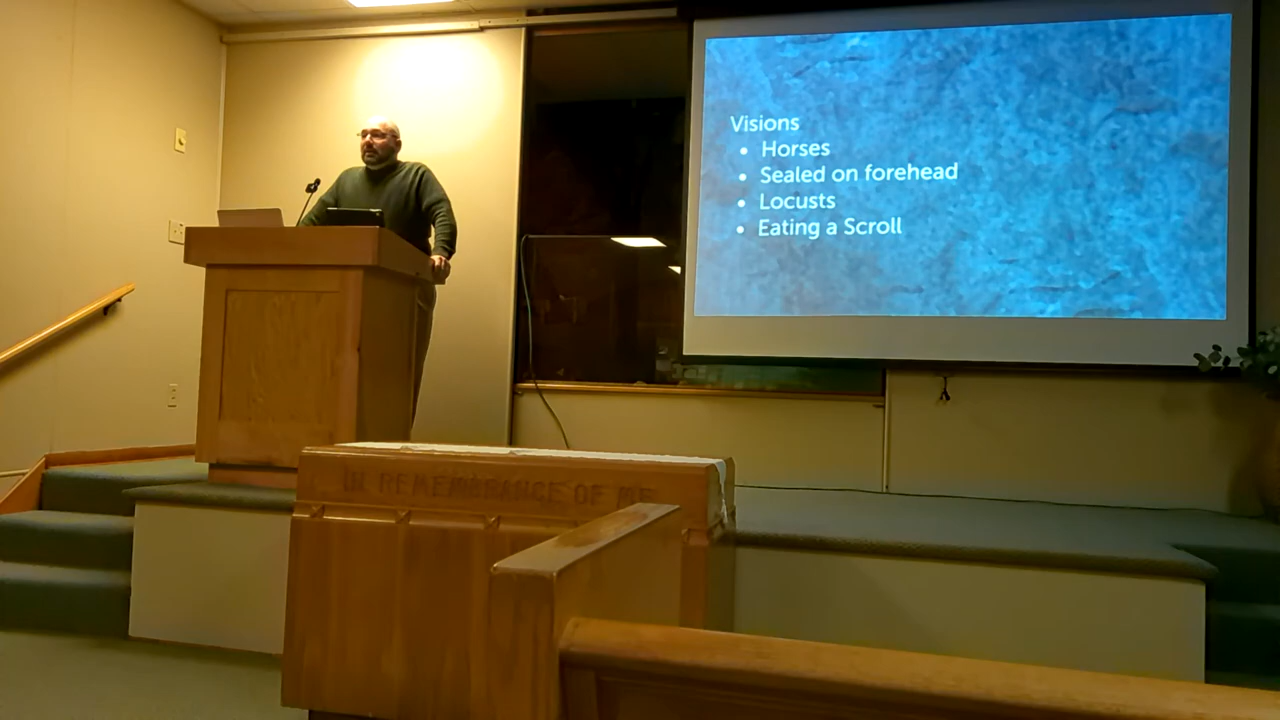 Visions
• Horses
• Sealed on forehead
• Locusts
• Eating a Scroll
IN REMEMBRANCE OF ME